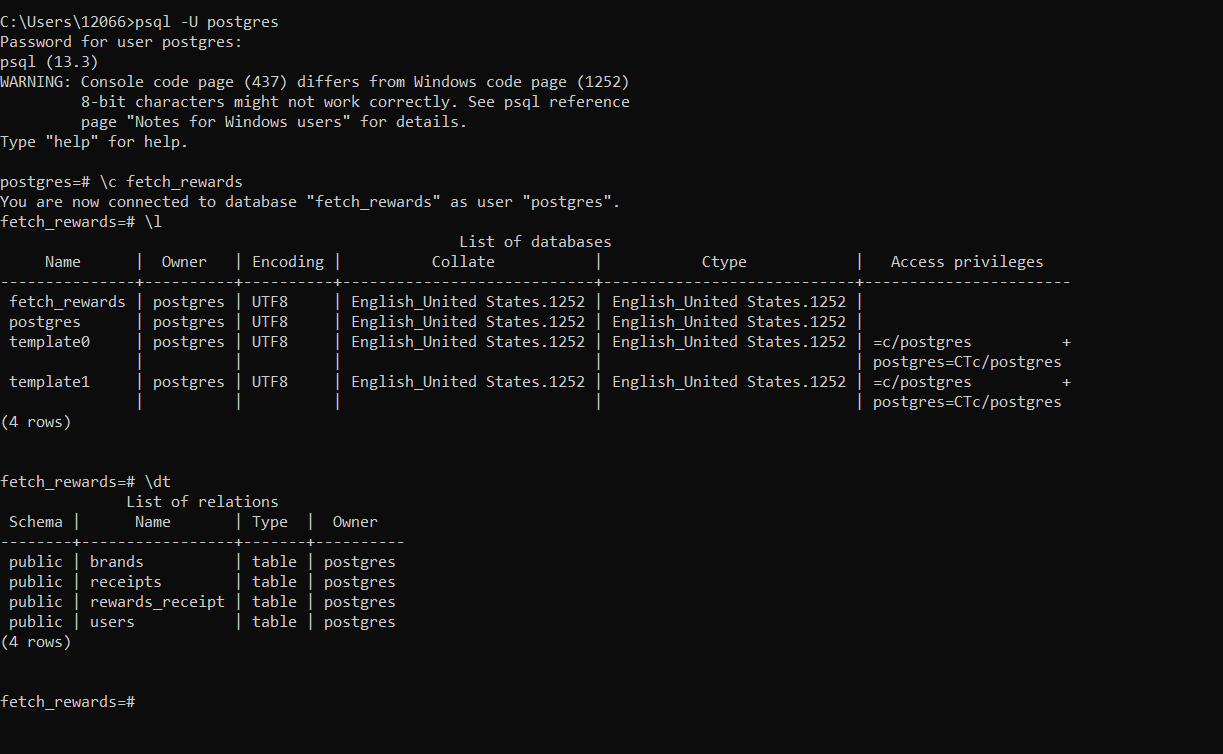 C:\Users\12066>psql -U postgres
Password for user postgres:
psql (13.3)
WARNING: Console code page (437) differs from Windows code page (1252)
         8-bit characters might not work correctly. See psql reference
         page "Notes for Windows users" for details.
Type "help" for help.

postgres=# \c fetch_rewards
You are now connected to database "fetch_rewards" as user "postgres".
fetch_rewards=# \l
                                                   List of databases
     Name      |  Owner   | Encoding |          Collate           |           Ctype            |   Access privileges
---------------+----------+----------+----------------------------+----------------------------+-----------------------
 fetch_rewards | postgres | UTF8     | English_United States.1252 | English_United States.1252 |
 postgres      | postgres | UTF8     | English_United States.1252 | English_United States.1252 |
 template0     | postgres | UTF8     | English_United States.1252 | English_United States.1252 | =c/postgres          +
               |          |          |                            |                            | postgres=CTc/postgres
 template1     | postgres | UTF8     | English_United States.1252 | English_United States.1252 | =c/postgres          +
               |          |          |                            |                            | postgres=CTc/postgres
(4 rows)


fetch_rewards=# \dt
              List of relations
 Schema |      Name       | Type  |  Owner
--------+-----------------+-------+----------
 public | brands          | table | postgres
 public | receipts        | table | postgres
 public | rewards_receipt | table | postgres
 public | users           | table | postgres
(4 rows)


fetch_rewards=#